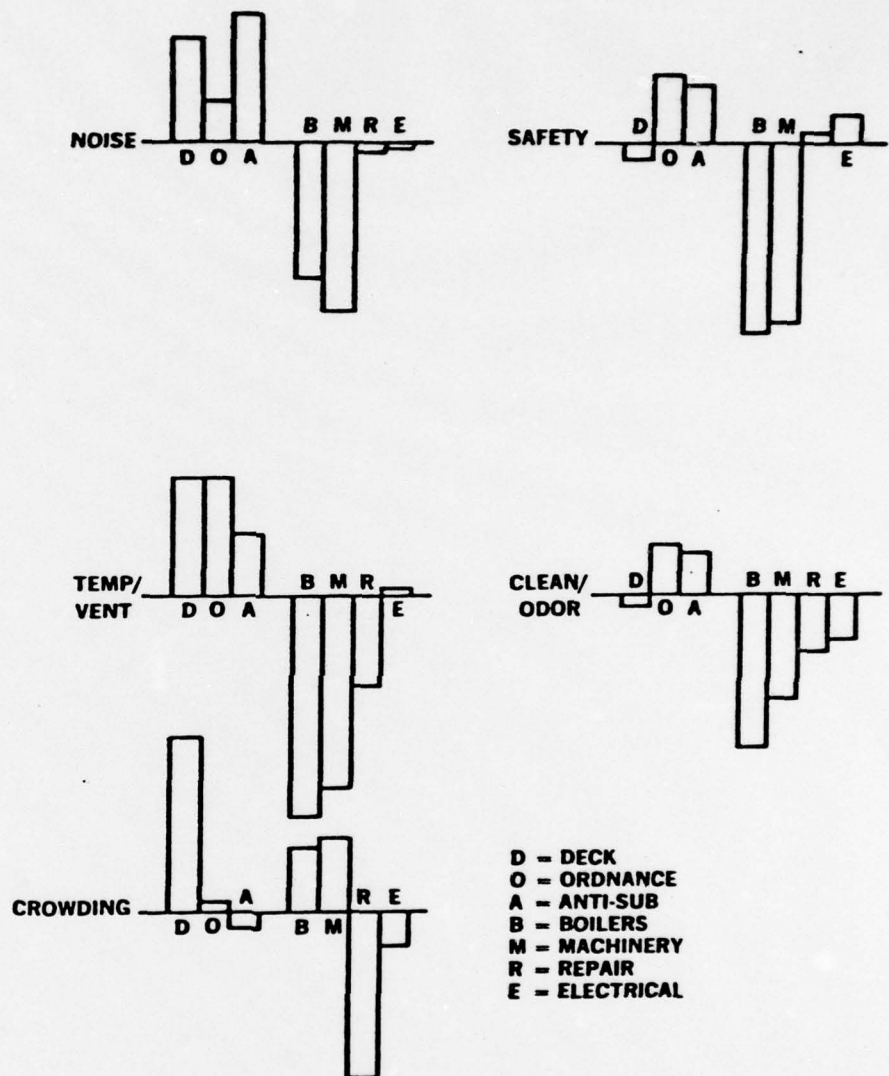 B M R E
NOISE
D O A
D B M
SAFETY
O A E
B M R
TEMP/
VENT
D O A E
D B M R E
CLEAN/
ODOR
O A
A R E
CROWDING
D O B M
D = DECK
O = ORDNANCE
A = ANTI-SUB
B = BOILERS
M = MACHINERY
R = REPAIR
E = ELECTRICAL